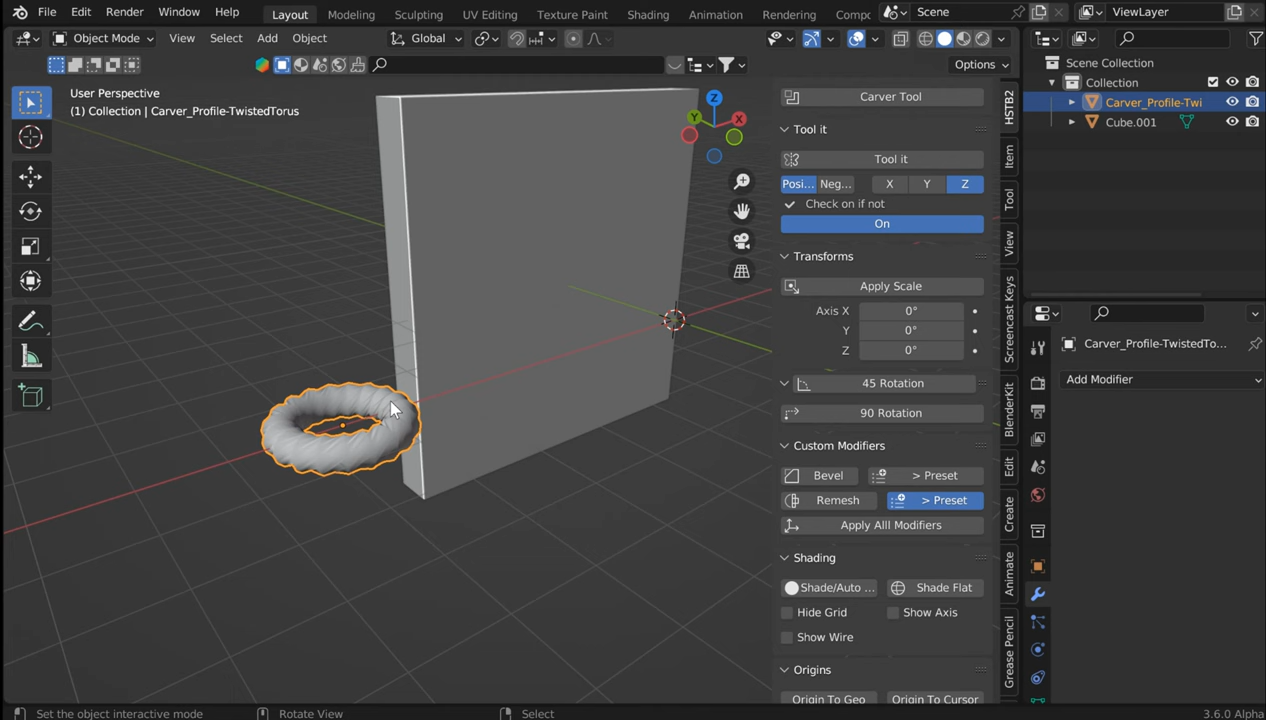 File Edit Render Window Help Layout Modeling Sculpting UV Editing Texture Paint Shading Animation Rendering Comp Scene ViewLayer
Object Mode View Select Add Object Global
Options
User Perspective
(1) Collection | Carver_Profile-TwistedTorus
Z
Y
X
Carver Tool
Tool it
Tool it
Posi... Neg... X Y Z
Check on if not
On
Transforms
Apply Scale
Axis X 0°
Y 0°
Z 0°
45 Rotation
90 Rotation
Custom Modifiers
Bevel > Preset
Remesh > Preset
Apply Alll Modifiers
Shading
Shade/Auto ... Shade Flat
Hide Grid Show Axis
Show Wire
Origins
Origin To Geo Origin To Cursor
HSTB2
Item
Tool
View
Screencast Keys
BlenderKit
Edit
Create
Animate
Grease Pencil
Scene Collection
Collection
Carver_Profile-Twi
Cube.001
Carver_Profile-TwistedTo...
Add Modifier
Set the object interactive mode Rotate View Select 3.6.0 Alpha